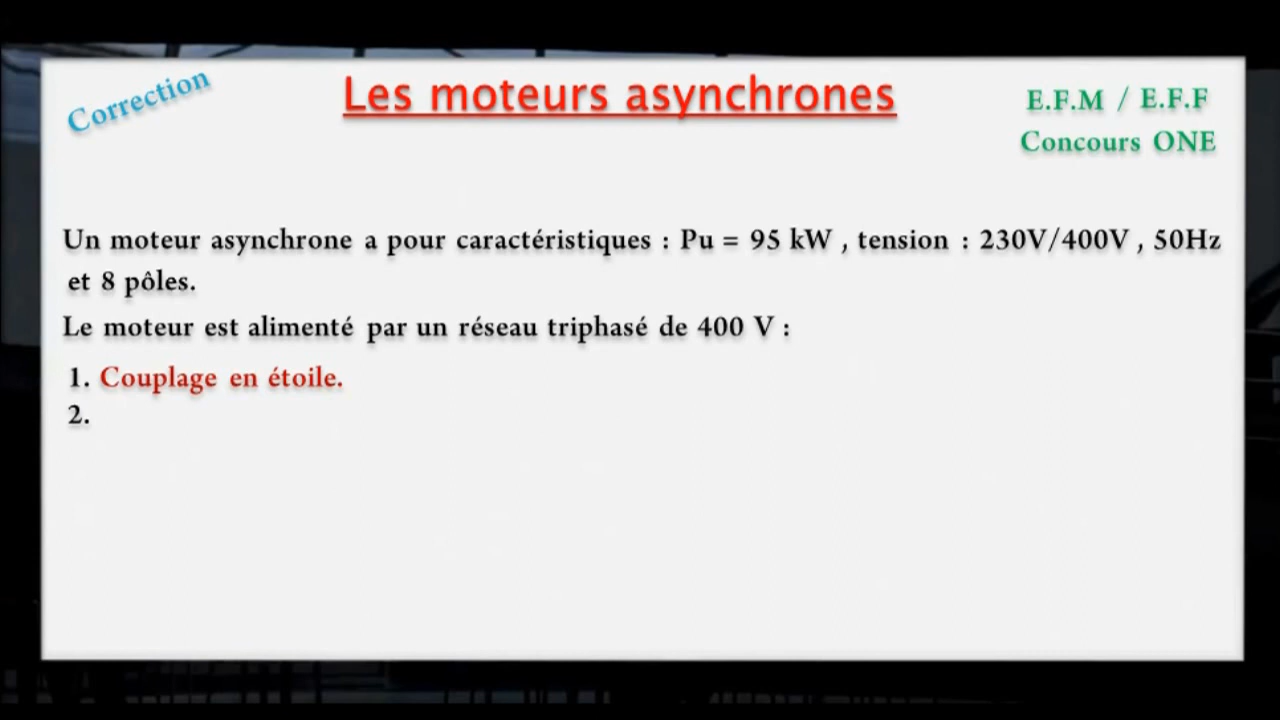 Correction
Les moteurs asynchrones
E.F.M / E.F.F
Concours ONE
Un moteur asynchrone a pour caractéristiques : Pu = 95 kW , tension : 230V/400V , 50Hz
et 8 pôles.
Le moteur est alimenté par un réseau triphasé de 400 V :
1. Couplage en étoile.
2.